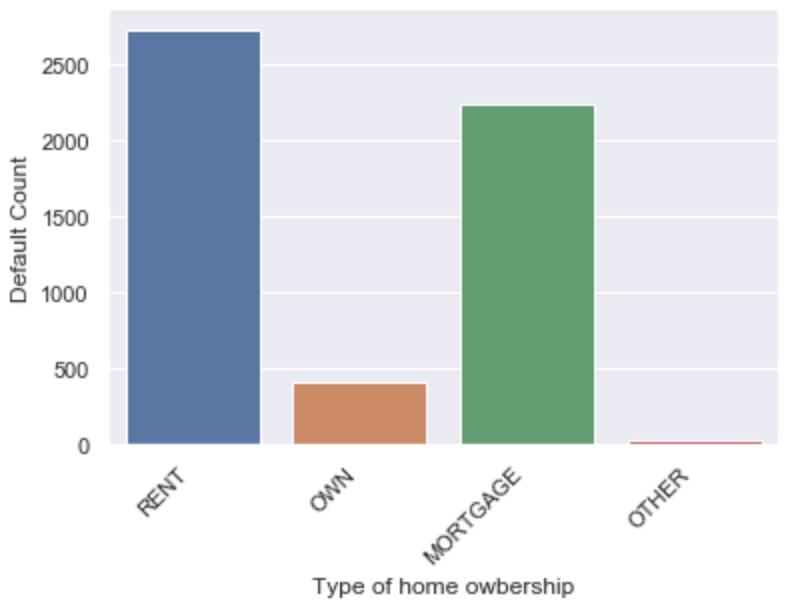 2500
2000
1500
1000
500
0
Default Count
RENT
OWN
MORTGAGE
OTHER
Type of home owbership